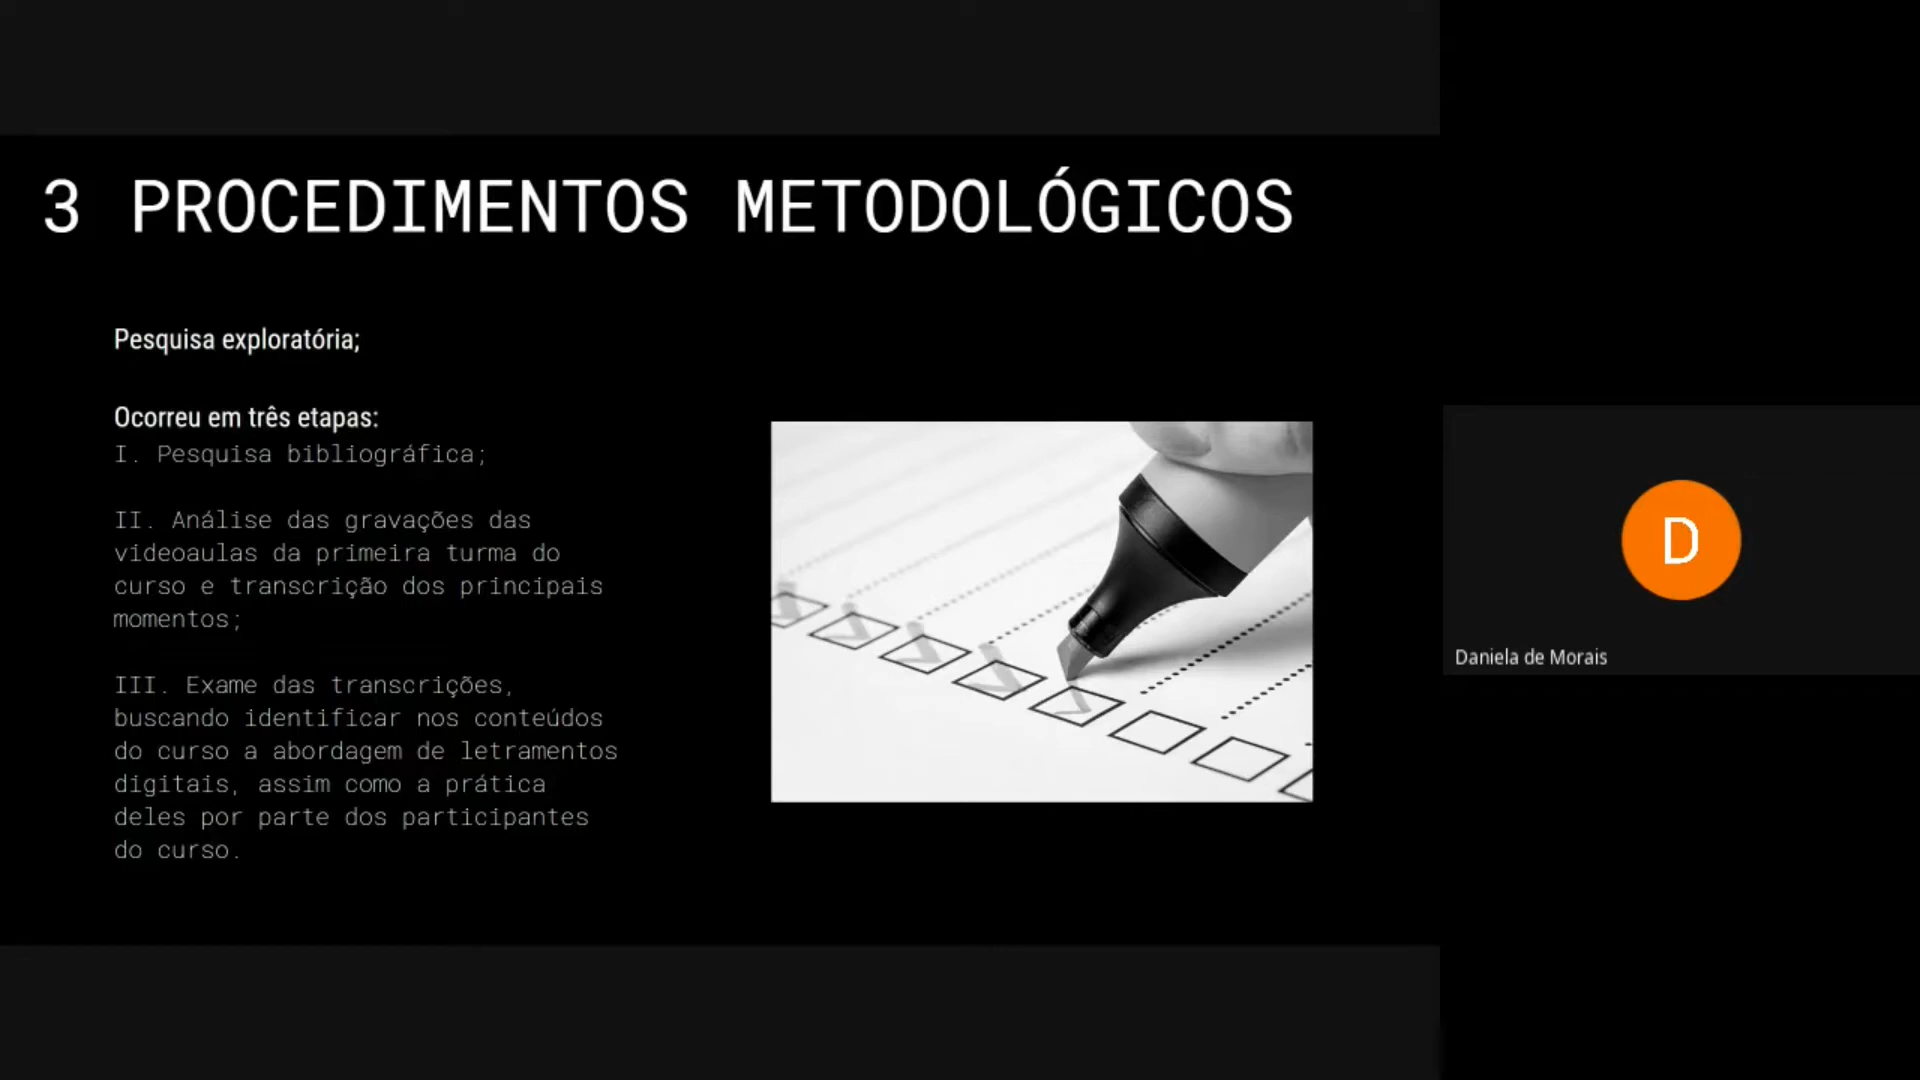 3 PROCEDIMENTOS METODOLÓGICOS
Pesquisa exploratória;
Ocorreu em três etapas:
I. Pesquisa bibliográfica;
II. Análise das gravações das
videoaulas da primeira turma do
curso e transcrição dos principais
momentos;
III. Exame das transcrições,
buscando identificar nos conteúdos
do curso a abordagem de letramentos
digitais, assim como a prática
deles por parte dos participantes
do curso.
D
Daniela de Morais